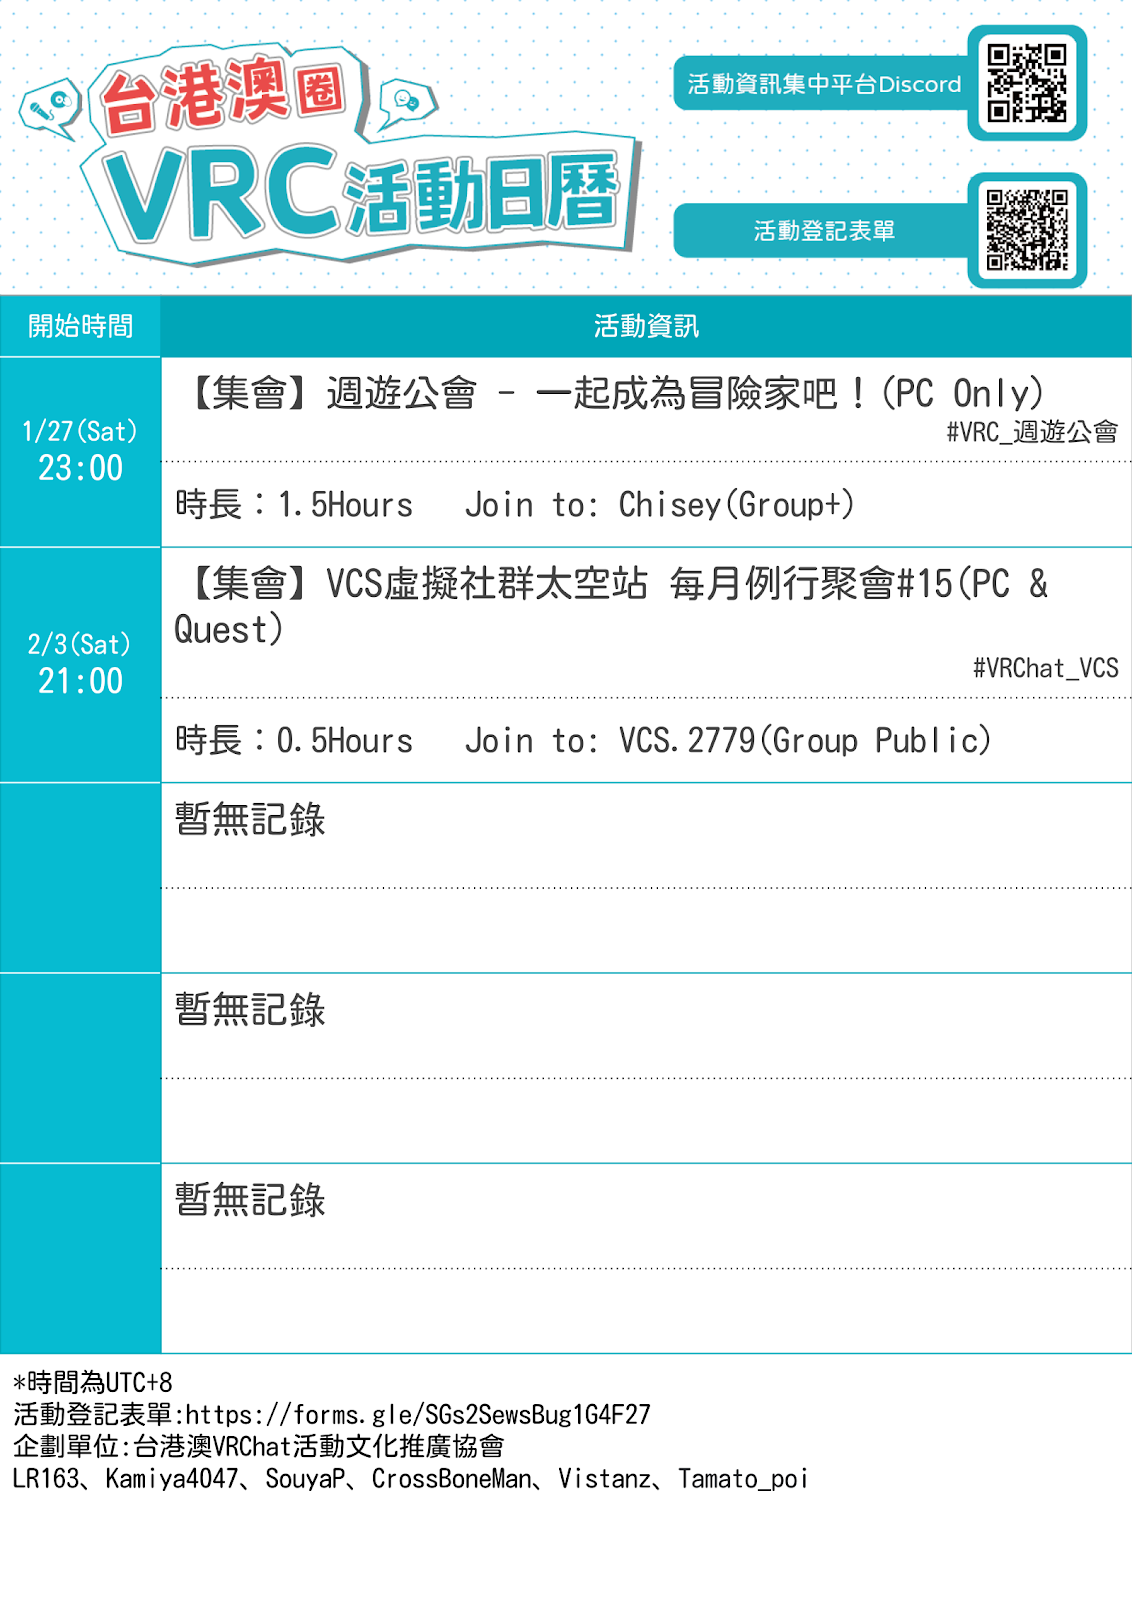 台港澳圈
VRC活動日曆
活動資訊集中平台Discord
活動登記表單
開始時間
活動資訊
1/27(Sat)
23:00
【集會】週遊公會 - 一起成為冒險家吧！(PC Only)
#VRC_週遊公會
時長：1.5Hours Join to: Chisey(Group+)
2/3(Sat)
21:00
【集會】VCS虛擬社群太空站 每月例行聚會#15(PC &
Quest)
#VRChat_VCS
時長：0.5Hours Join to: VCS.2779(Group Public)
暫無記錄
暫無記錄
暫無記錄
*時間為UTC+8
活動登記表單:https://forms.gle/SGs2SewsBug1G4F27
企劃單位:台港澳VRChat活動文化推廣協會
LR163、Kamiya4047、SouyaP、CrossBoneMan、Vistanz、Tamato_poi